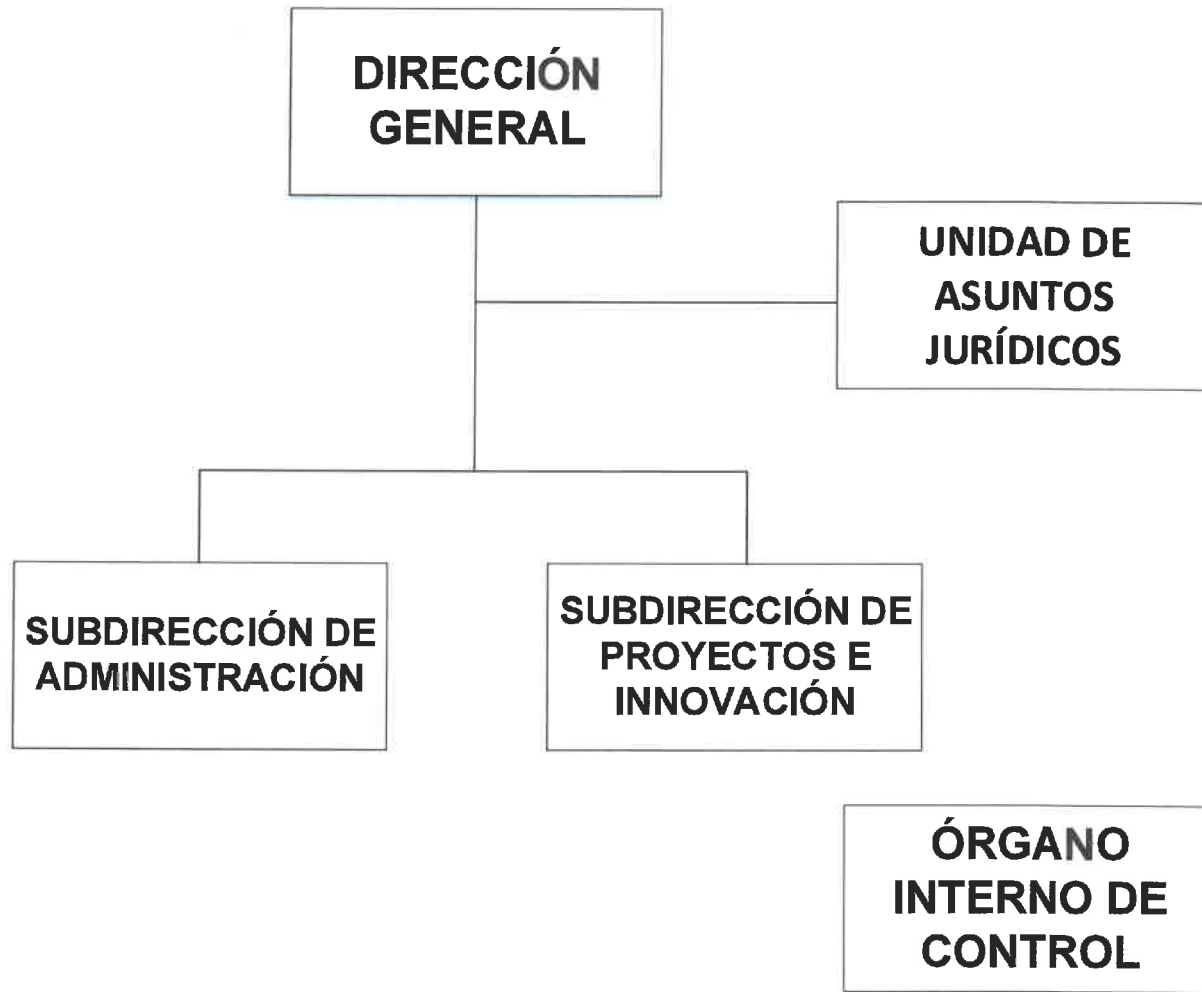 DIRECCIÓN
GENERAL
UNIDAD DE
ASUNTOS
JURÍDICOS
SUBDIRECCIÓN DE
ADMINISTRACIÓN
SUBDIRECCIÓN DE
PROYECTOS E
INNOVACIÓN
ÓRGANO
INTERNO DE
CONTROL